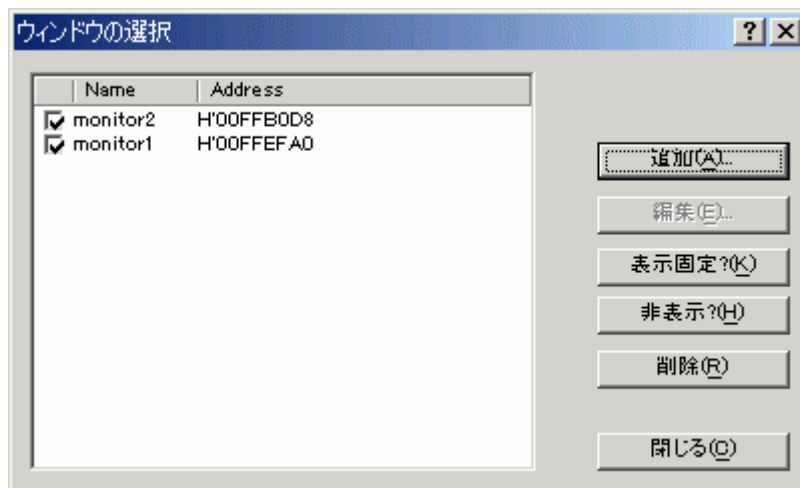 ウィンドウの選択
Name Address
monitor2 H'00FFB0D8
monitor1 H'00FFEFA0
追加(A)...
編集(E)...
表示固定?(K)
非表示?(H)
削除(R)
閉じる(C)